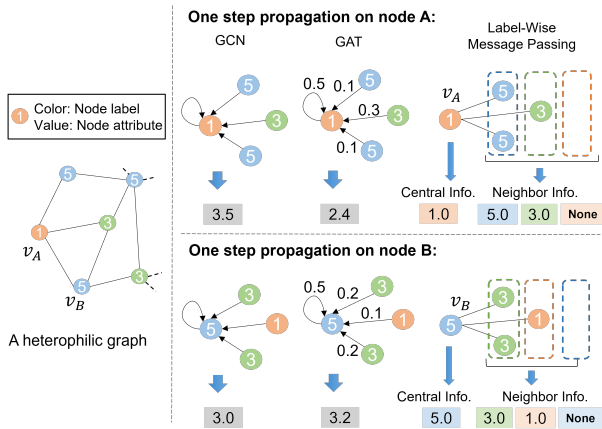 One step propagation on node A:
GCN
GAT
Label-Wise
Message Passing
Color: Node label
Value: Node attribute
1
5
5
1
3
3
5
3
v_A
v_B
A heterophilic graph
5
1
3
5
0.5
0.1
5
0.3
1
3
0.1
5
v_A
5
1
3
5
Central Info.
Neighbor Info.
3.5
2.4
1.0
5.0
3.0
None
One step propagation on node B:
3
5
1
3
0.5
0.2
3
0.1
5
1
0.2
3
v_B
3
5
1
3
Central Info.
Neighbor Info.
3.0
3.2
5.0
3.0
1.0
None